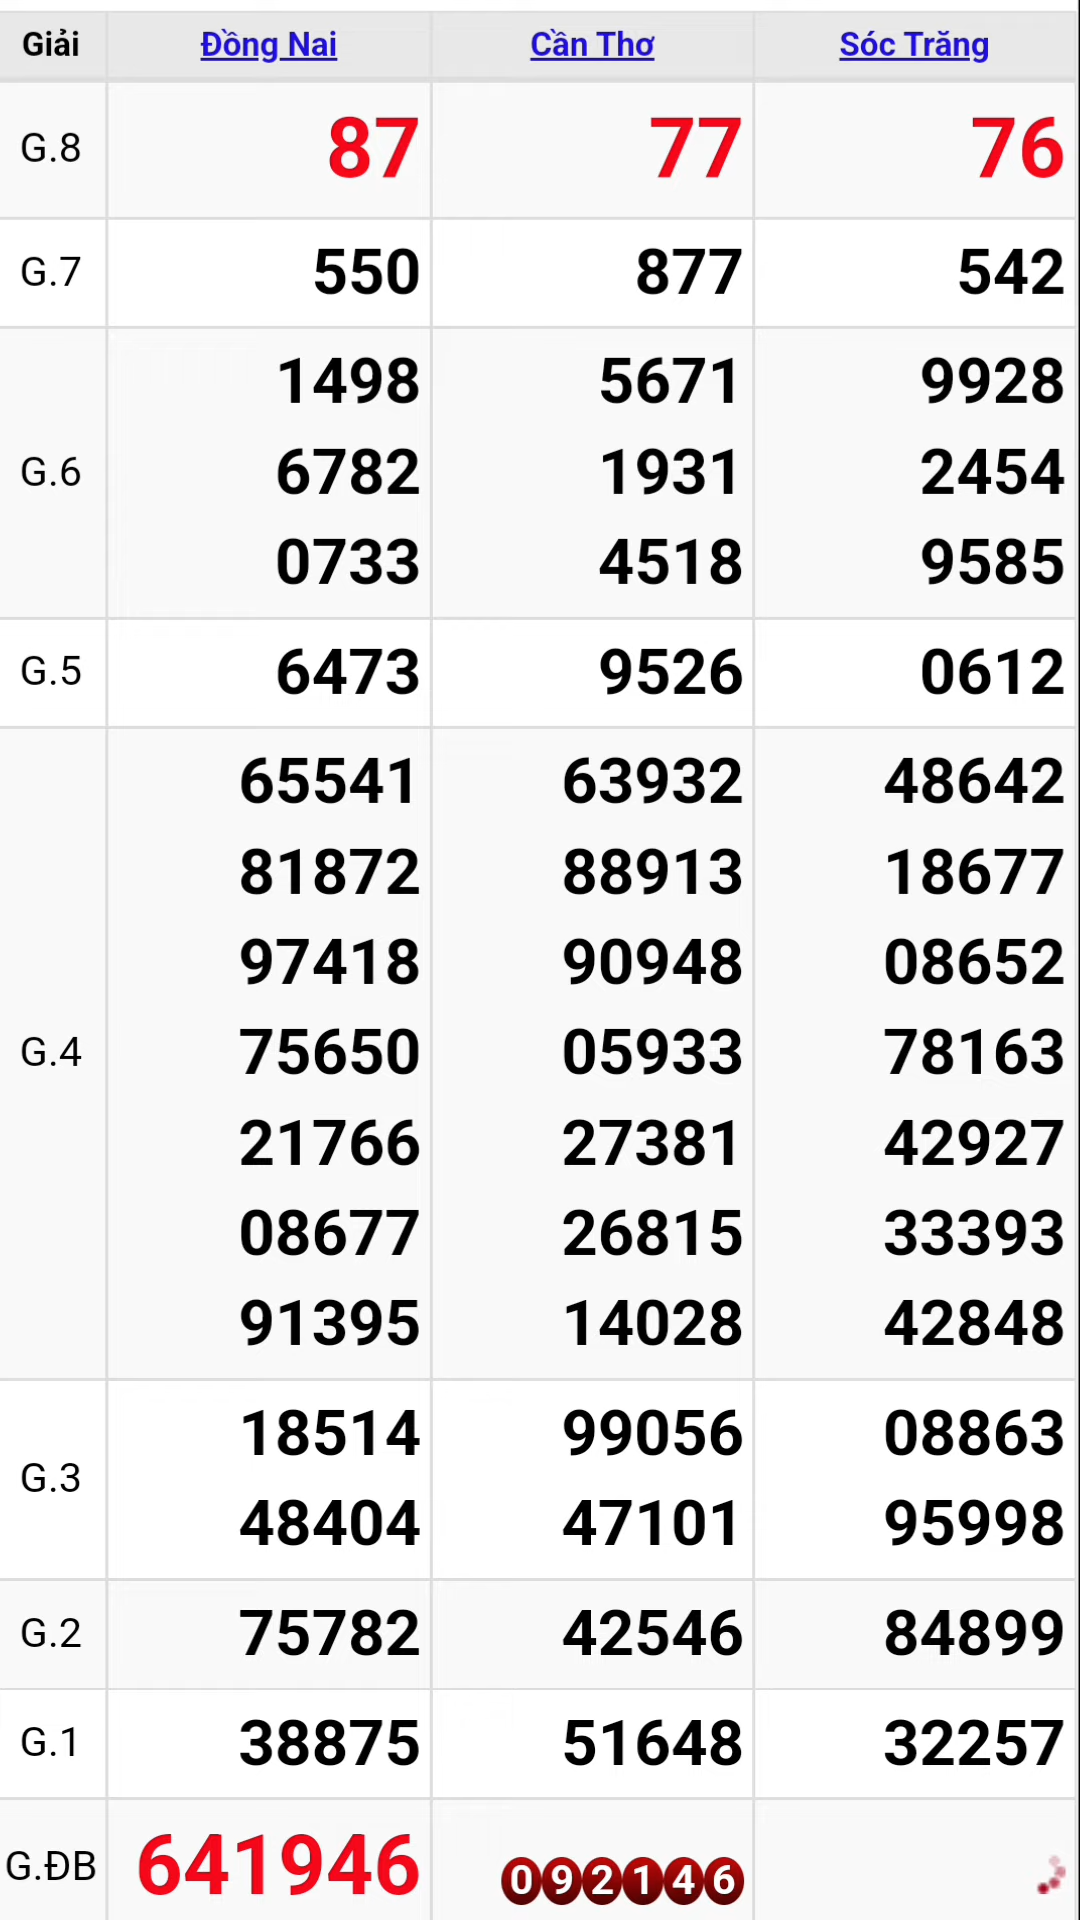 Giải Đồng Nai Cần Thơ Sóc Trăng
G.8 87 77 76
G.7 550 877 542
1498 5671 9928
G.6 6782 1931 2454
0733 4518 9585
G.5 6473 9526 0612
65541 63932 48642
81872 88913 18677
97418 90948 08652
G.4 75650 05933 78163
21766 27381 42927
08677 26815 33393
91395 14028 42848
G.3 18514 99056 08863
48404 47101 95998
G.2 75782 42546 84899
G.1 38875 51648 32257
G.ĐB 641946 092146